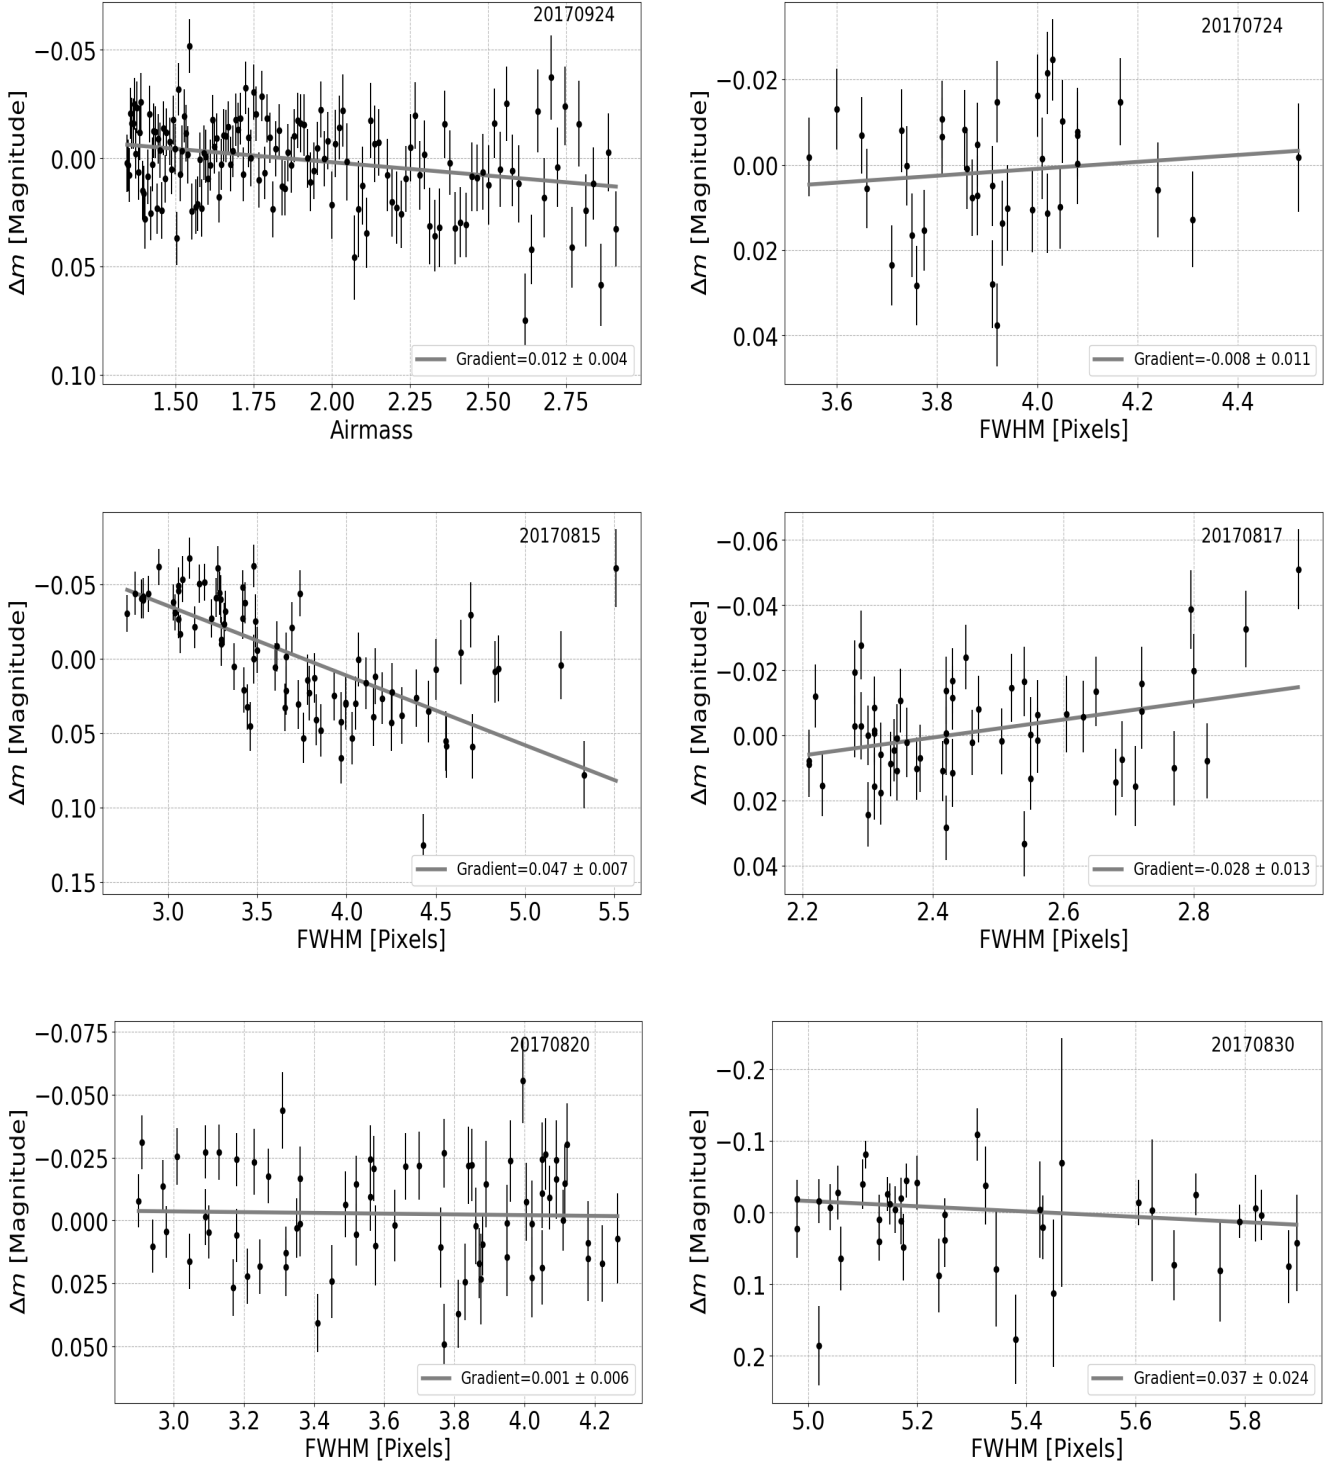 20170924
Δm [Magnitude]
−0.05
0.00
0.05
0.10
Gradient=0.012 ± 0.004
1.50 1.75 2.00 2.25 2.50 2.75
Airmass
20170724
Δm [Magnitude]
−0.02
0.00
0.02
0.04
Gradient=-0.008 ± 0.011
3.6 3.8 4.0 4.2 4.4
FWHM [Pixels]
20170815
Δm [Magnitude]
−0.05
0.00
0.05
0.10
0.15
Gradient=0.047 ± 0.007
3.0 3.5 4.0 4.5 5.0 5.5
FWHM [Pixels]
20170817
Δm [Magnitude]
−0.06
−0.04
−0.02
0.00
0.02
0.04
Gradient=-0.028 ± 0.013
2.2 2.4 2.6 2.8
FWHM [Pixels]
20170820
Δm [Magnitude]
−0.075
−0.050
−0.025
0.000
0.025
0.050
Gradient=0.001 ± 0.006
3.0 3.2 3.4 3.6 3.8 4.0 4.2
FWHM [Pixels]
20170830
Δm [Magnitude]
−0.2
−0.1
0.0
0.1
0.2
Gradient=0.037 ± 0.024
5.0 5.2 5.4 5.6 5.8
FWHM [Pixels]